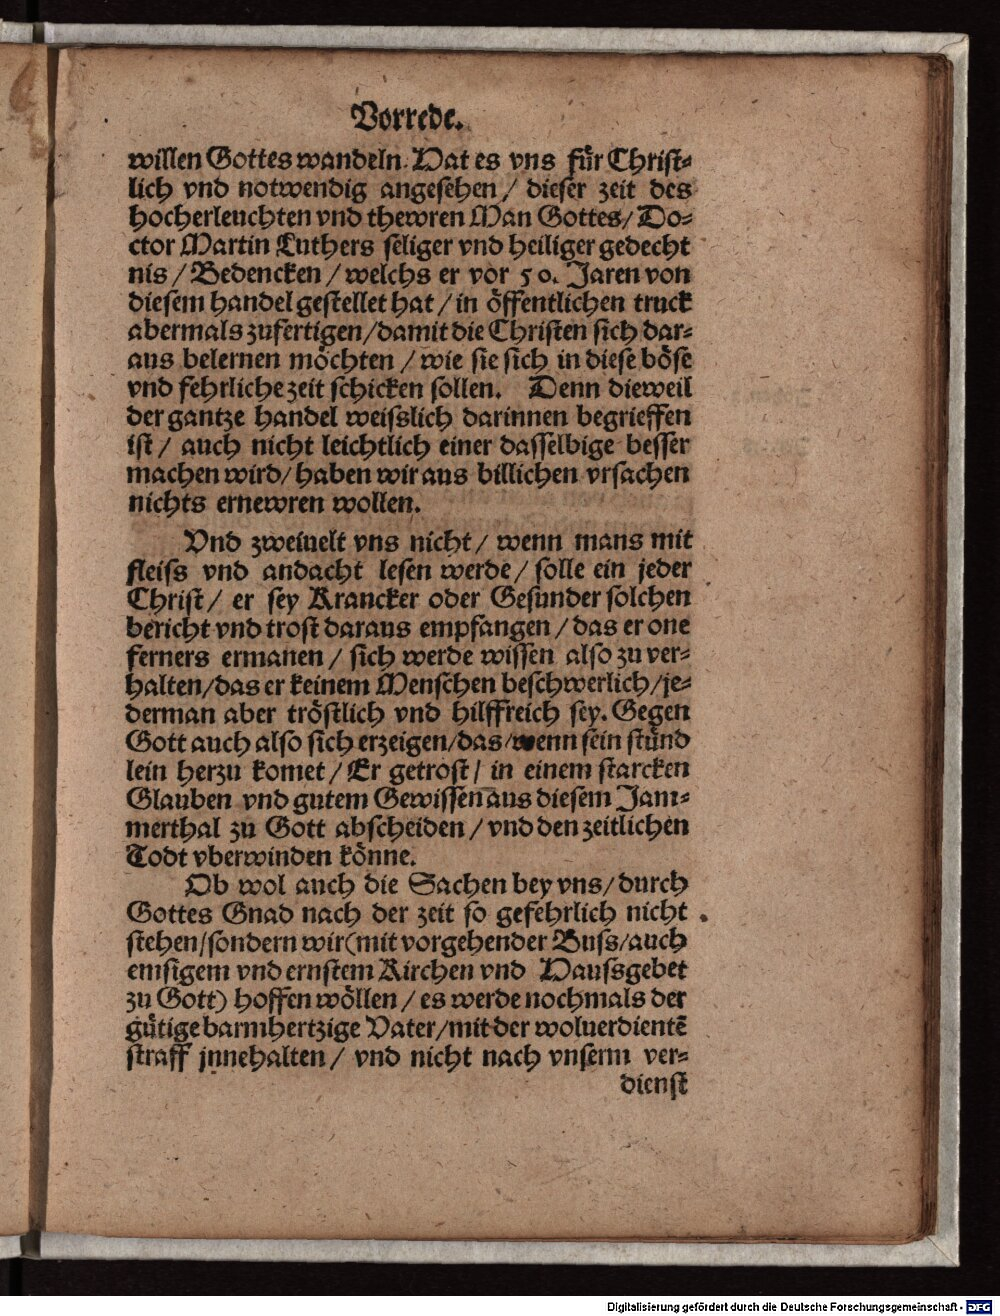 Vorrede.
willen Gottes wandeln. Hat es vns für Christ⸗
lich vnd notwendig angesehen / dieser zeit des
hocherleuchten vnd thewren Man Gottes / Do⸗
ctor Martin Luthers seliger vnd heiliger gedecht
nis / Bedencken / welchs er vor 50. Jaren von
diesem handel gestellet hat / in öffentlichen truck
abermals zufertigen / damit die Christen sich dar⸗
aus belernen möchten / wie sie sich in diese böse
vnd fehrliche zeit schicken sollen. Denn dieweil
der gantze handel weisslich darinnen begrieffen
ist / auch nicht leichtlich einer dasselbige besser
machen wird / haben wir aus billichen vrsachen
nichts ernewren wollen.
Vnd zweiuelt vns nicht / wenn mans mit
fleiss vnd andacht lesen werde / solle ein jeder
Christ / er sey Krancker oder Gesunder solchen
bericht vnd trost daraus empfangen / das er one
ferners ermanen / sich werde wissen also zu ver⸗
halten / das er keinem Menschen beschwerlich / je⸗
derman aber tröstlich vnd hilffreich sey. Gegen
Gott auch also sich erzeigen / das / wenn sein stünd
lein herzu komet / Er getrost / in einem starcken
Glauben vnd gutem Gewissen aus diesem Jam⸗
merthal zu Gott abscheiden / vnd den zeitlichen
Todt vberwinden könne.
Ob wol auch die Sachen bey vns / durch
Gottes Gnad nach der zeit so gefehrlich nicht
stehen / sondern wir (mit vorgehender Buss / auch
emsigem vnd ernstem Kirchen vnd Haussgebet
zu Gott) hoffen wöllen / es werde nochmals der
gütige barmhertzige Vater / mit der woluerdientē
straff jnnehalten / vnd nicht nach vnserm ver⸗
dienst
Digitalisierung gefördert durch die Deutsche Forschungsgemeinschaft - DFG